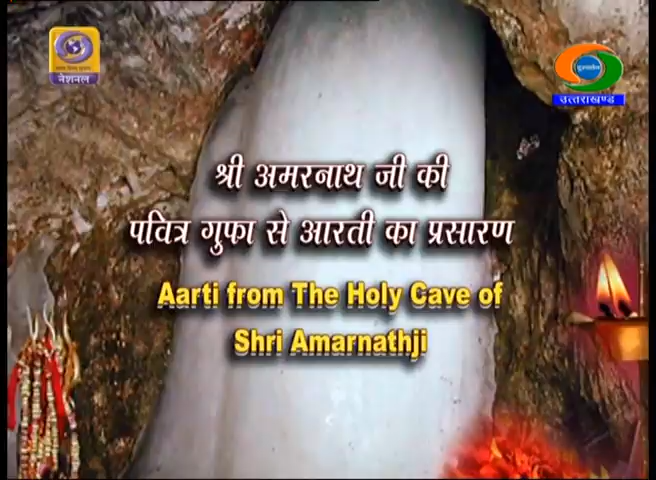 नेशनल
उत्तराखण्ड
श्री अमरनाथ जी की
पवित्र गुफा से आरती का प्रसारण
Aarti from The Holy Cave of
Shri Amarnathji